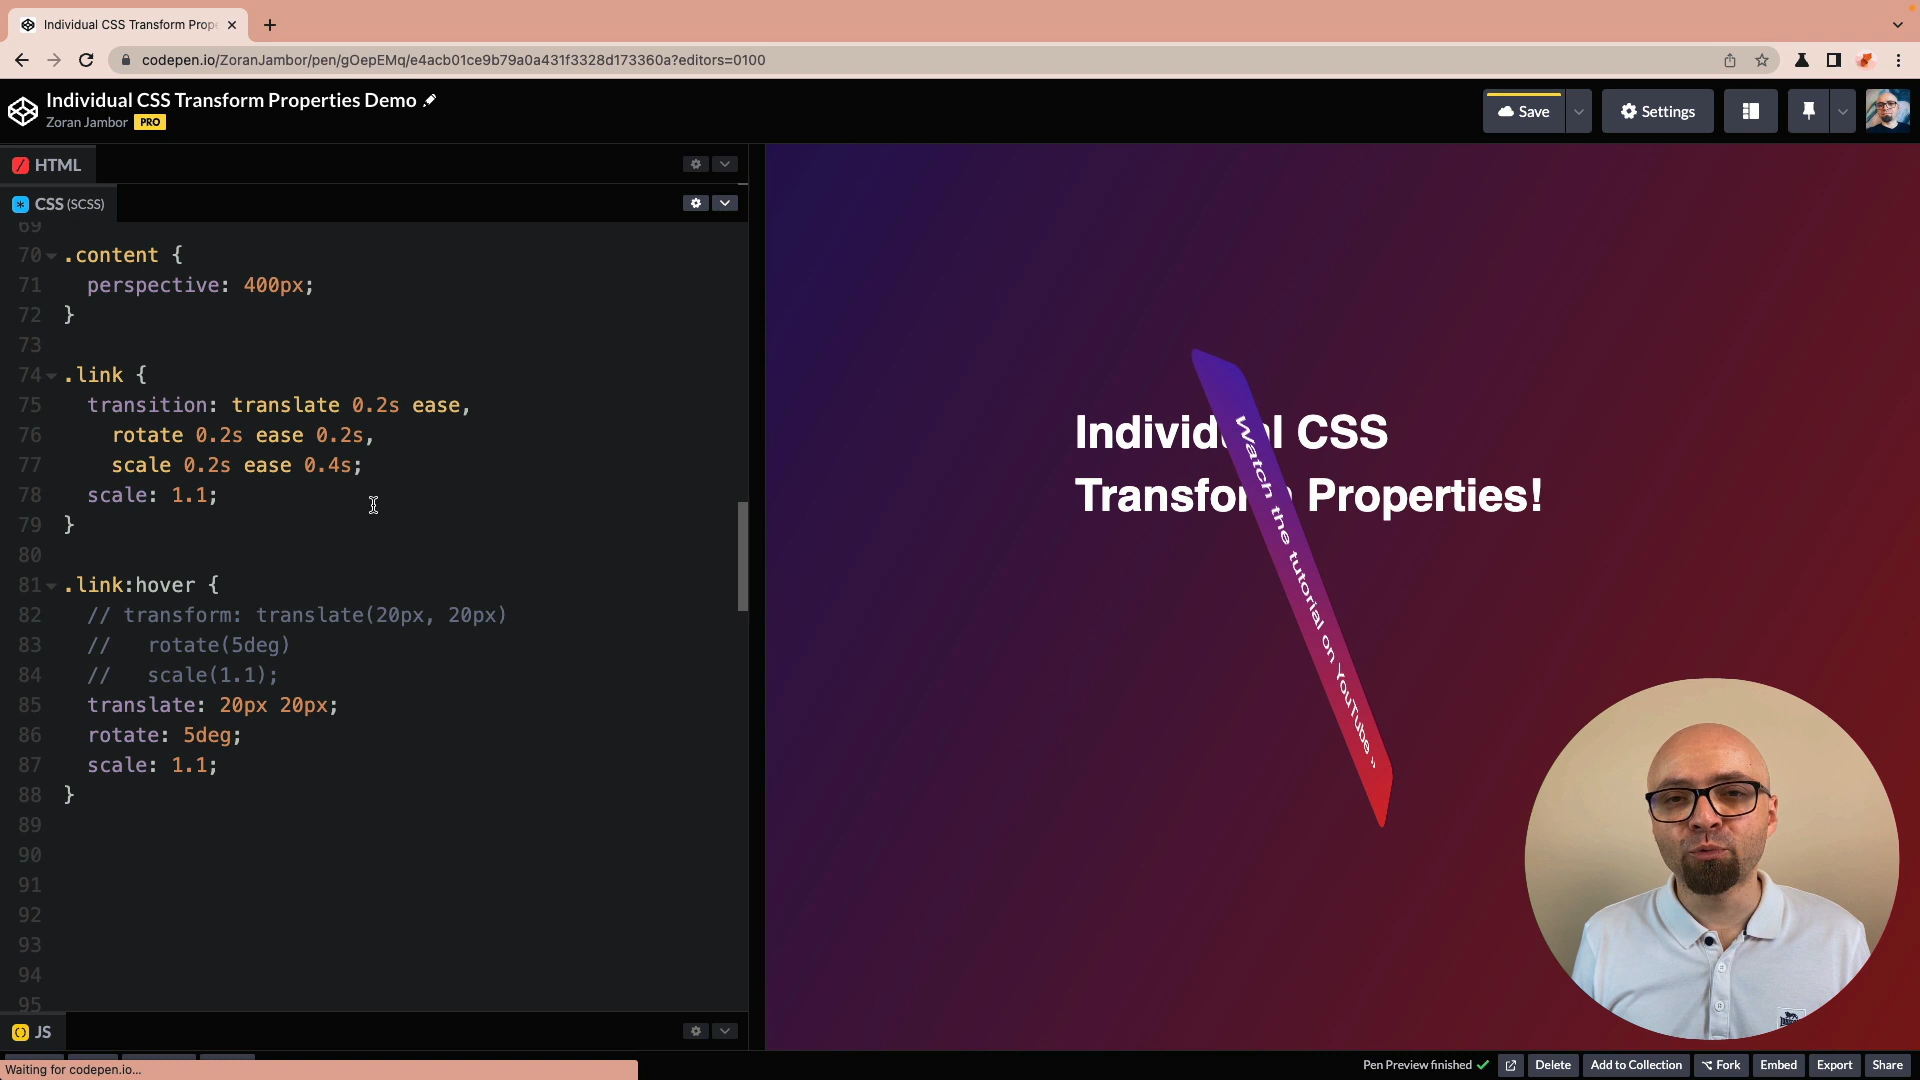 Individual CSS Transform Prope
codepen.io/ZoranJambor/pen/gOepEMq/e4acb01ce9b79a0a431f3328d173360a?editors=0100
Individual CSS Transform Properties Demo
Zoran Jambor PRO
Save
Settings
HTML
CSS (SCSS)
69
70 .content {
71 perspective: 400px;
72 }
73
74 .link {
75 transition: translate 0.2s ease,
76 rotate 0.2s ease 0.2s,
77 scale 0.2s ease 0.4s;
78 scale: 1.1;
79 }
80
81 .link:hover {
82 // transform: translate(20px, 20px)
83 // rotate(5deg)
84 // scale(1.1);
85 translate: 20px 20px;
86 rotate: 5deg;
87 scale: 1.1;
88 }
89
90
91
92
93
94
95
JS
Individual CSS
Transform Properties!
Watch the tutorial on YouTube »
Waiting for codepen.io...
Pen Preview finished ✓ Delete Add to Collection Fork Embed Export Share